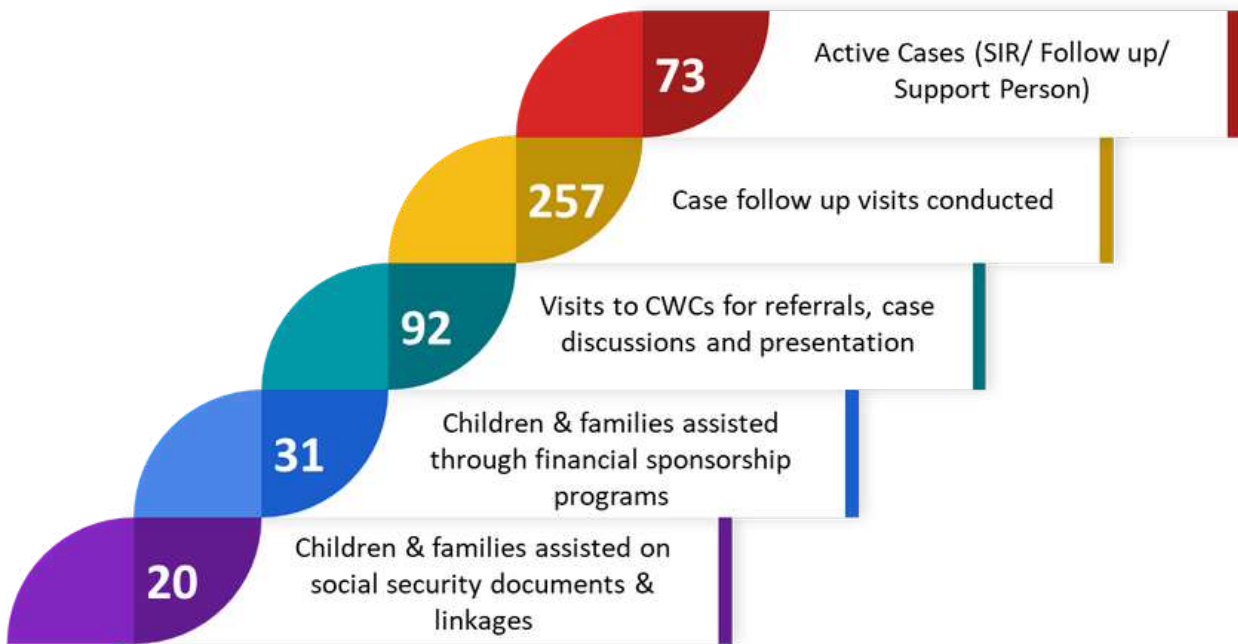 73
Active Cases (SIR/ Follow up/
Support Person)
257
Case follow up visits conducted
92
Visits to CWCs for referrals, case
discussions and presentation
31
Children & families assisted
through financial sponsorship
programs
20
Children & families assisted on
social security documents &
linkages